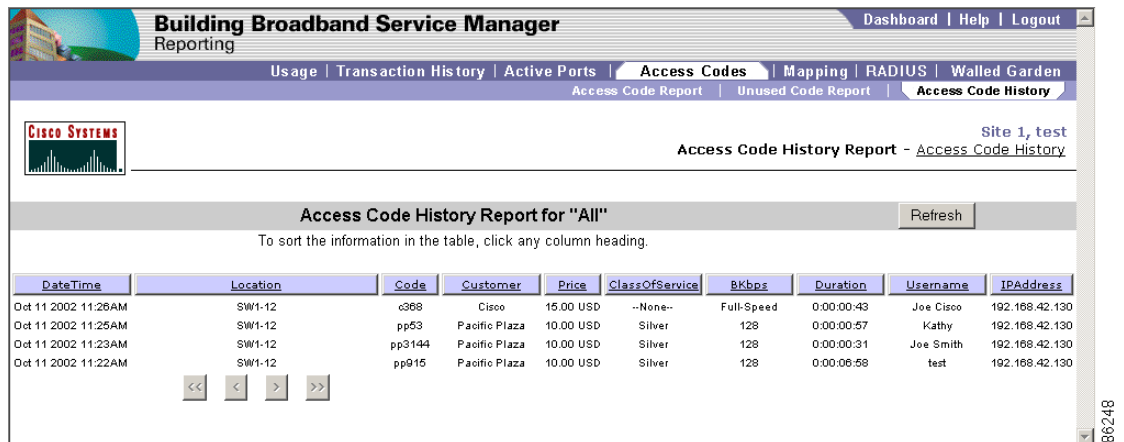 Building Broadband Service Manager
Dashboard | Help | Logout
Reporting
Usage | Transaction History | Active Ports | Access Codes | Mapping | RADIUS | Walled Garden
Access Code Report | Unused Code Report | Access Code History
CISCO SYSTEMS
Site 1, test
Access Code History Report - Access Code History
Access Code History Report for "All"
Refresh
To sort the information in the table, click any column heading.
DateTime Location Code Customer Price ClassOfService BKbps Duration Username IPAddress
Oct 11 2002 11:26AM SW1-12 c368 Cisco 15.00 USD --None-- Full-Speed 0:00:00:43 Joe Cisco 192.168.42.130
Oct 11 2002 11:25AM SW1-12 pp53 Pacific Plaza 10.00 USD Silver 128 0:00:00:57 Kathy 192.168.42.130
Oct 11 2002 11:23AM SW1-12 pp3144 Pacific Plaza 10.00 USD Silver 128 0:00:00:31 Joe Smith 192.168.42.130
Oct 11 2002 11:22AM SW1-12 pp915 Pacific Plaza 10.00 USD Silver 128 0:00:06:58 test 192.168.42.130
<< < > >>
86248